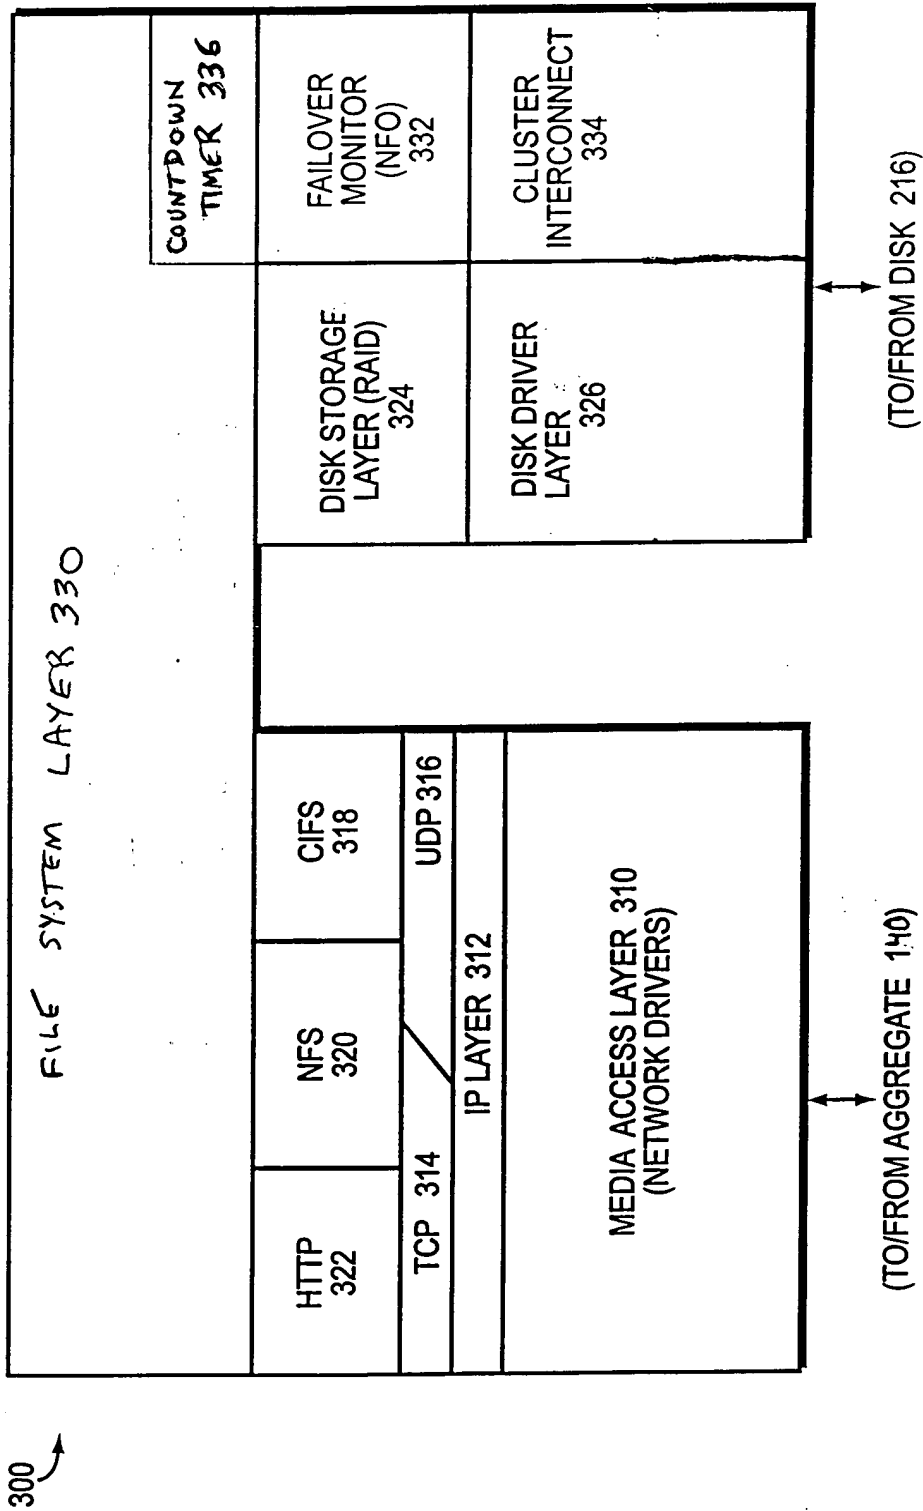 300
FILE SYSTEM LAYER 330
COUNTDOWN
TIMER 336
HTTP
322
NFS
320
CIFS
318
TCP 314
UDP 316
IP LAYER 312
MEDIA ACCESS LAYER 310
(NETWORK DRIVERS)
DISK STORAGE
LAYER (RAID)
324
FAILOVER
MONITOR
(NFO)
332
DISK DRIVER
LAYER
326
CLUSTER
INTERCONNECT
334
(TO/FROM AGGREGATE 140)
(TO/FROM DISK 216)